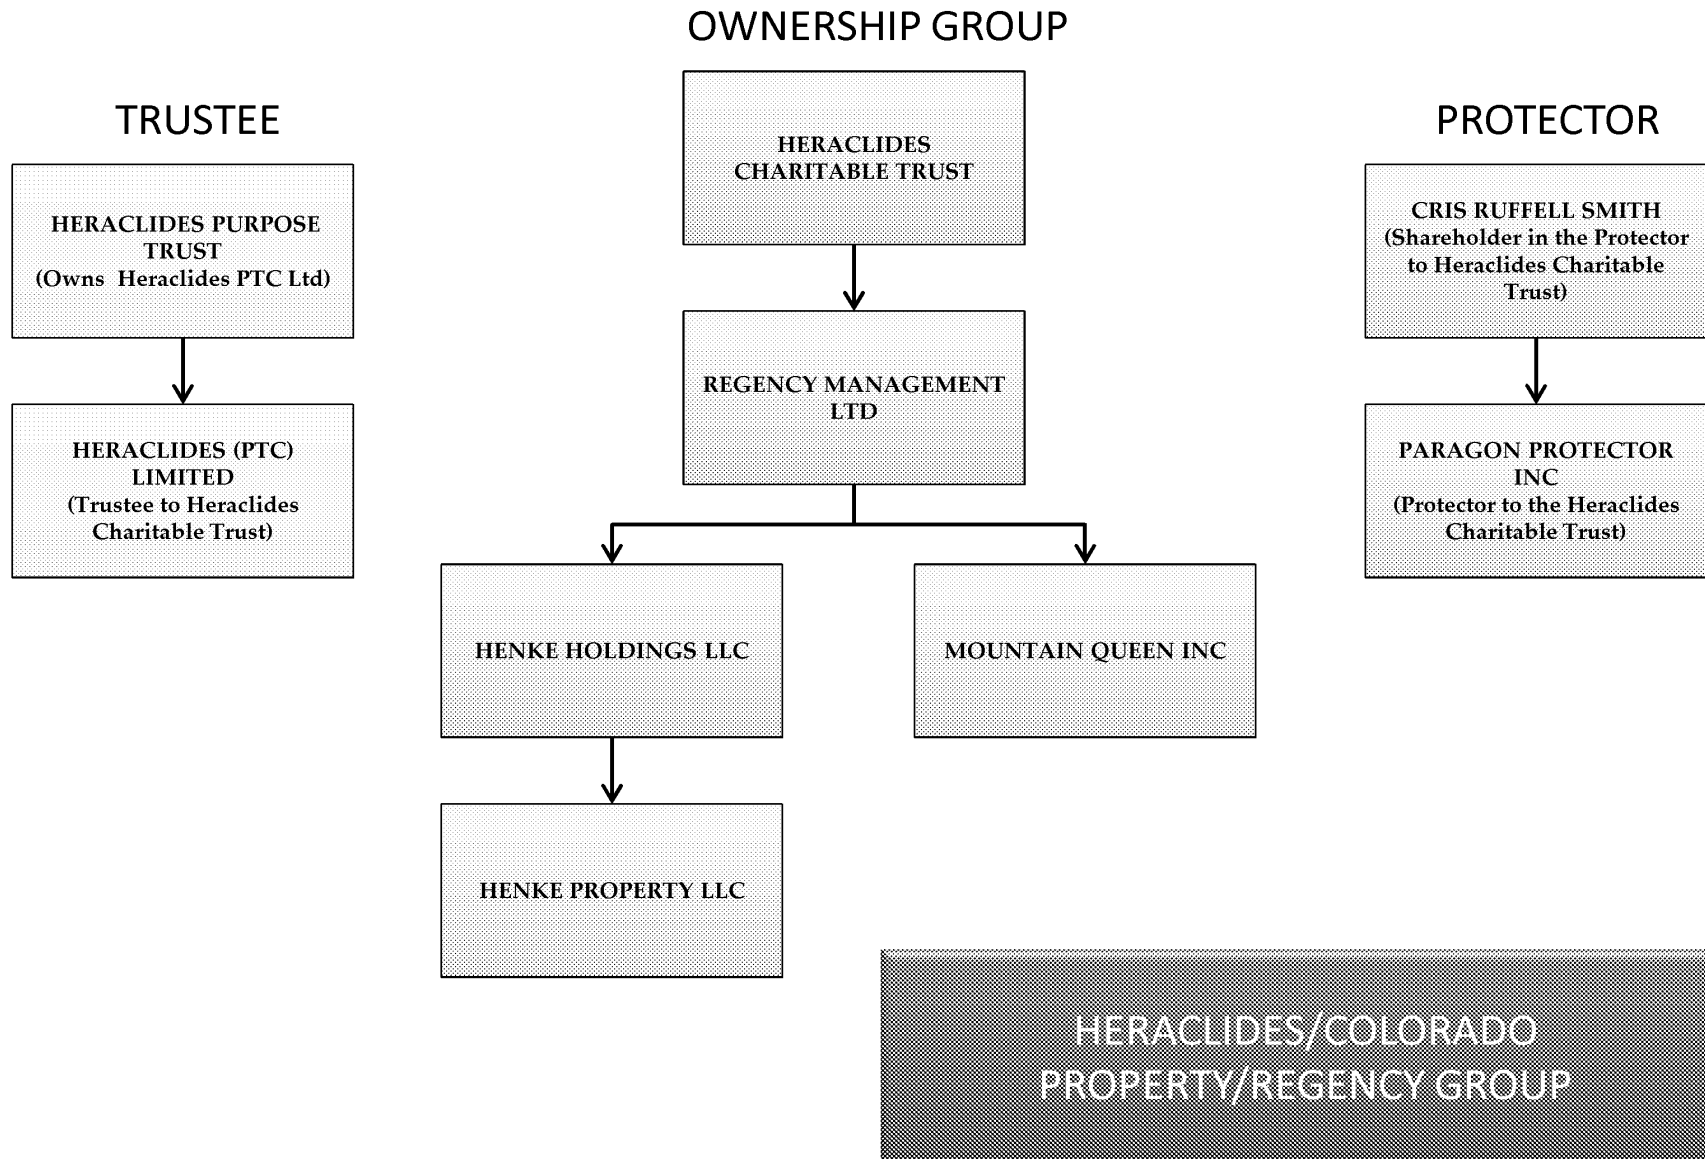 OWNERSHIP GROUP
TRUSTEE
PROTECTOR
HERACLIDES
CHARITABLE TRUST
HERACLIDES PURPOSE
TRUST
(Owns Heraclides PTC Ltd)
CRIS RUFFELL SMITH
(Shareholder in the Protector
to Heraclides Charitable
Trust)
REGENCY MANAGEMENT
LTD
HERACLIDES (PTC)
LIMITED
(Trustee to Heraclides
Charitable Trust)
PARAGON PROTECTOR
INC
(Protector to the Heraclides
Charitable Trust)
HENKE HOLDINGS LLC
MOUNTAIN QUEEN INC
HENKE PROPERTY LLC
HERACLIDES/COLORADO
PROPERTY/REGENCY GROUP